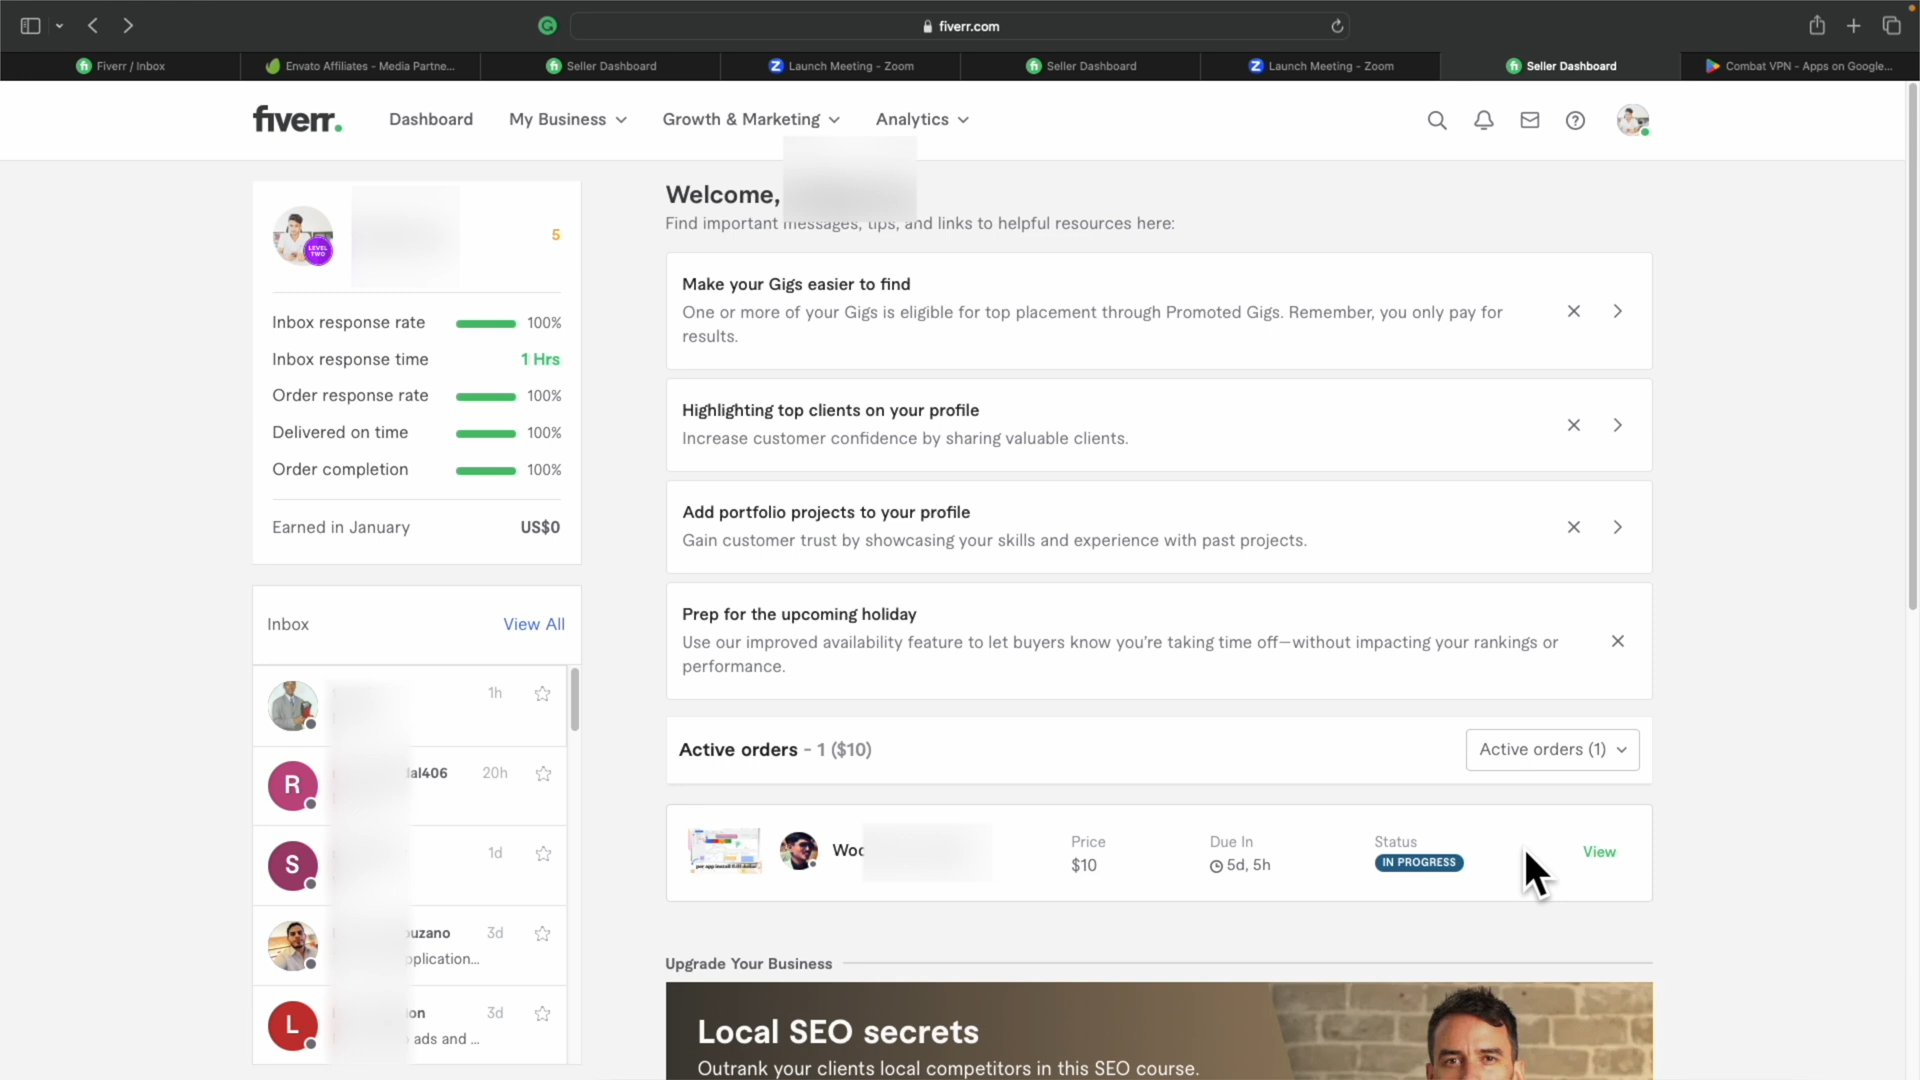 fiverr.com
Fiverr / Inbox
Envato Affiliates - Media Partne...
Seller Dashboard
Launch Meeting - Zoom
Seller Dashboard
Launch Meeting - Zoom
Seller Dashboard
Combat VPN - Apps on Google...
fiverr.
Dashboard
My Business
Growth & Marketing
Analytics
LEVEL TWO
5
Inbox response rate 100%
Inbox response time 1 Hrs
Order response rate 100%
Delivered on time 100%
Order completion 100%
Earned in January US$0
Inbox View All
1h
R al406 20h
S 1d
ouzano 3d
pplication...
L ion 3d
ads and ...
Welcome,
Find important messages, tips, and links to helpful resources here:
Make your Gigs easier to find
One or more of your Gigs is eligible for top placement through Promoted Gigs. Remember, you only pay for
results.
Highlighting top clients on your profile
Increase customer confidence by sharing valuable clients.
Add portfolio projects to your profile
Gain customer trust by showcasing your skills and experience with past projects.
Prep for the upcoming holiday
Use our improved availability feature to let buyers know you're taking time off—without impacting your rankings or
performance.
Active orders - 1 ($10)
Active orders (1)
Woo
Price
$10
Due In
5d, 5h
Status
IN PROGRESS
View
Upgrade Your Business
Local SEO secrets
Outrank your clients local competitors in this SEO course.